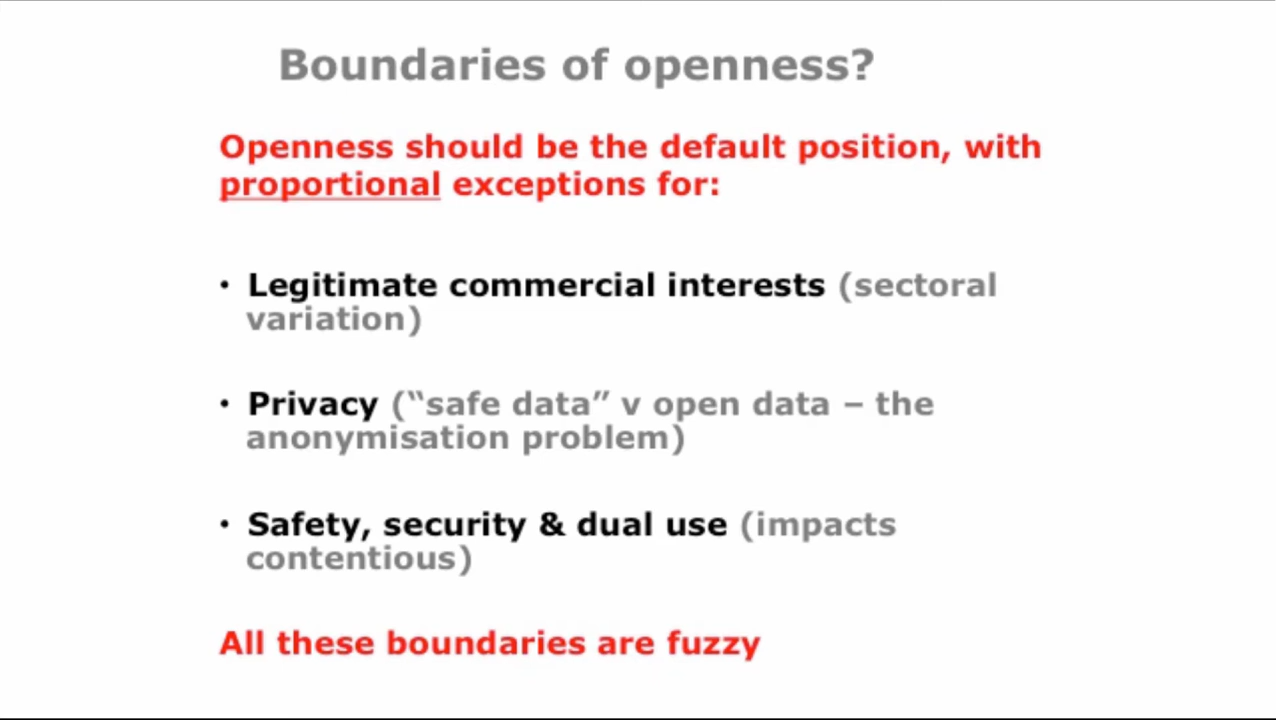 Boundaries of openness?
Openness should be the default position, with
proportional exceptions for:
• Legitimate commercial interests (sectoral
variation)
• Privacy (“safe data” v open data – the
anonymisation problem)
• Safety, security & dual use (impacts
contentious)
All these boundaries are fuzzy